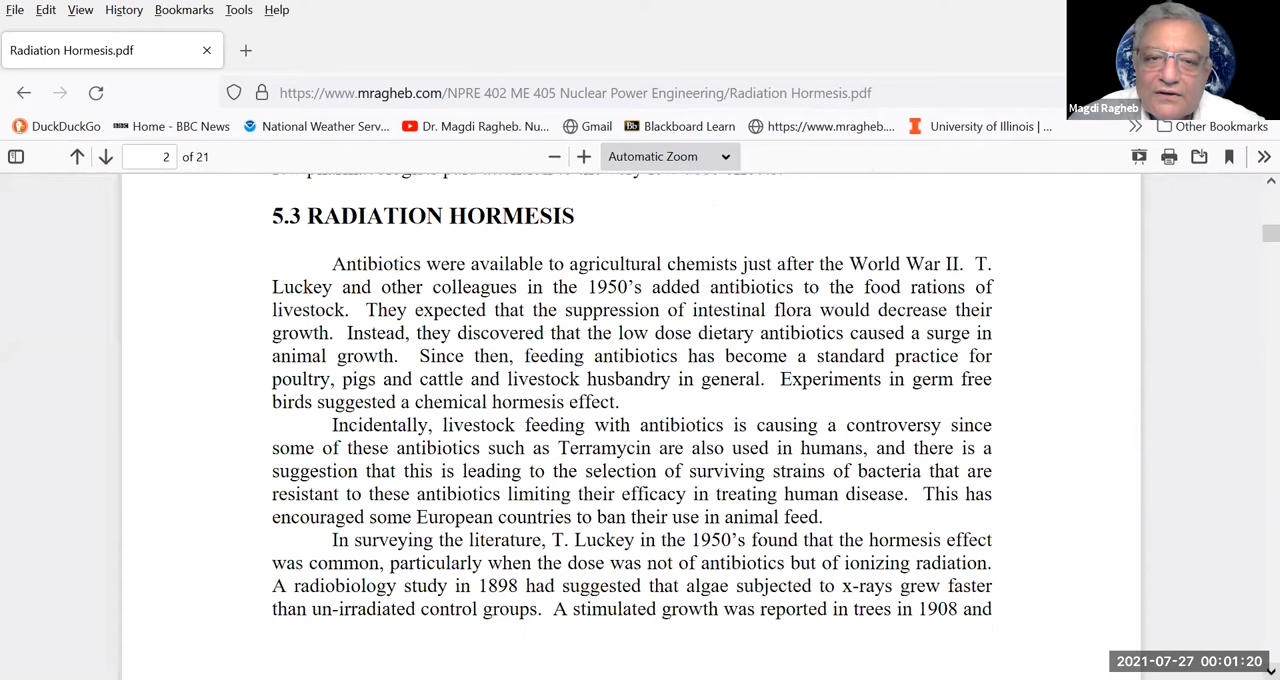 File Edit View History Bookmarks Tools Help
Radiation Hormesis.pdf
https://www.mragheb.com/NPRE 402 ME 405 Nuclear Power Engineering/Radiation Hormesis.pdf
Magdi Ragheb
DuckDuckGo BBC Home - BBC News National Weather Serv... Dr. Magdi Ragheb. Nu... Gmail Bb Blackboard Learn https://www.mragheb.... I University of Illinois |... Other Bookmarks
2 of 21 Automatic Zoom
5.3 RADIATION HORMESIS
Antibiotics were available to agricultural chemists just after the World War II. T.
Luckey and other colleagues in the 1950’s added antibiotics to the food rations of
livestock. They expected that the suppression of intestinal flora would decrease their
growth. Instead, they discovered that the low dose dietary antibiotics caused a surge in
animal growth. Since then, feeding antibiotics has become a standard practice for
poultry, pigs and cattle and livestock husbandry in general. Experiments in germ free
birds suggested a chemical hormesis effect.
Incidentally, livestock feeding with antibiotics is causing a controversy since
some of these antibiotics such as Terramycin are also used in humans, and there is a
suggestion that this is leading to the selection of surviving strains of bacteria that are
resistant to these antibiotics limiting their efficacy in treating human disease. This has
encouraged some European countries to ban their use in animal feed.
In surveying the literature, T. Luckey in the 1950’s found that the hormesis effect
was common, particularly when the dose was not of antibiotics but of ionizing radiation.
A radiobiology study in 1898 had suggested that algae subjected to x-rays grew faster
than un-irradiated control groups. A stimulated growth was reported in trees in 1908 and
2021-07-27 00:01:20